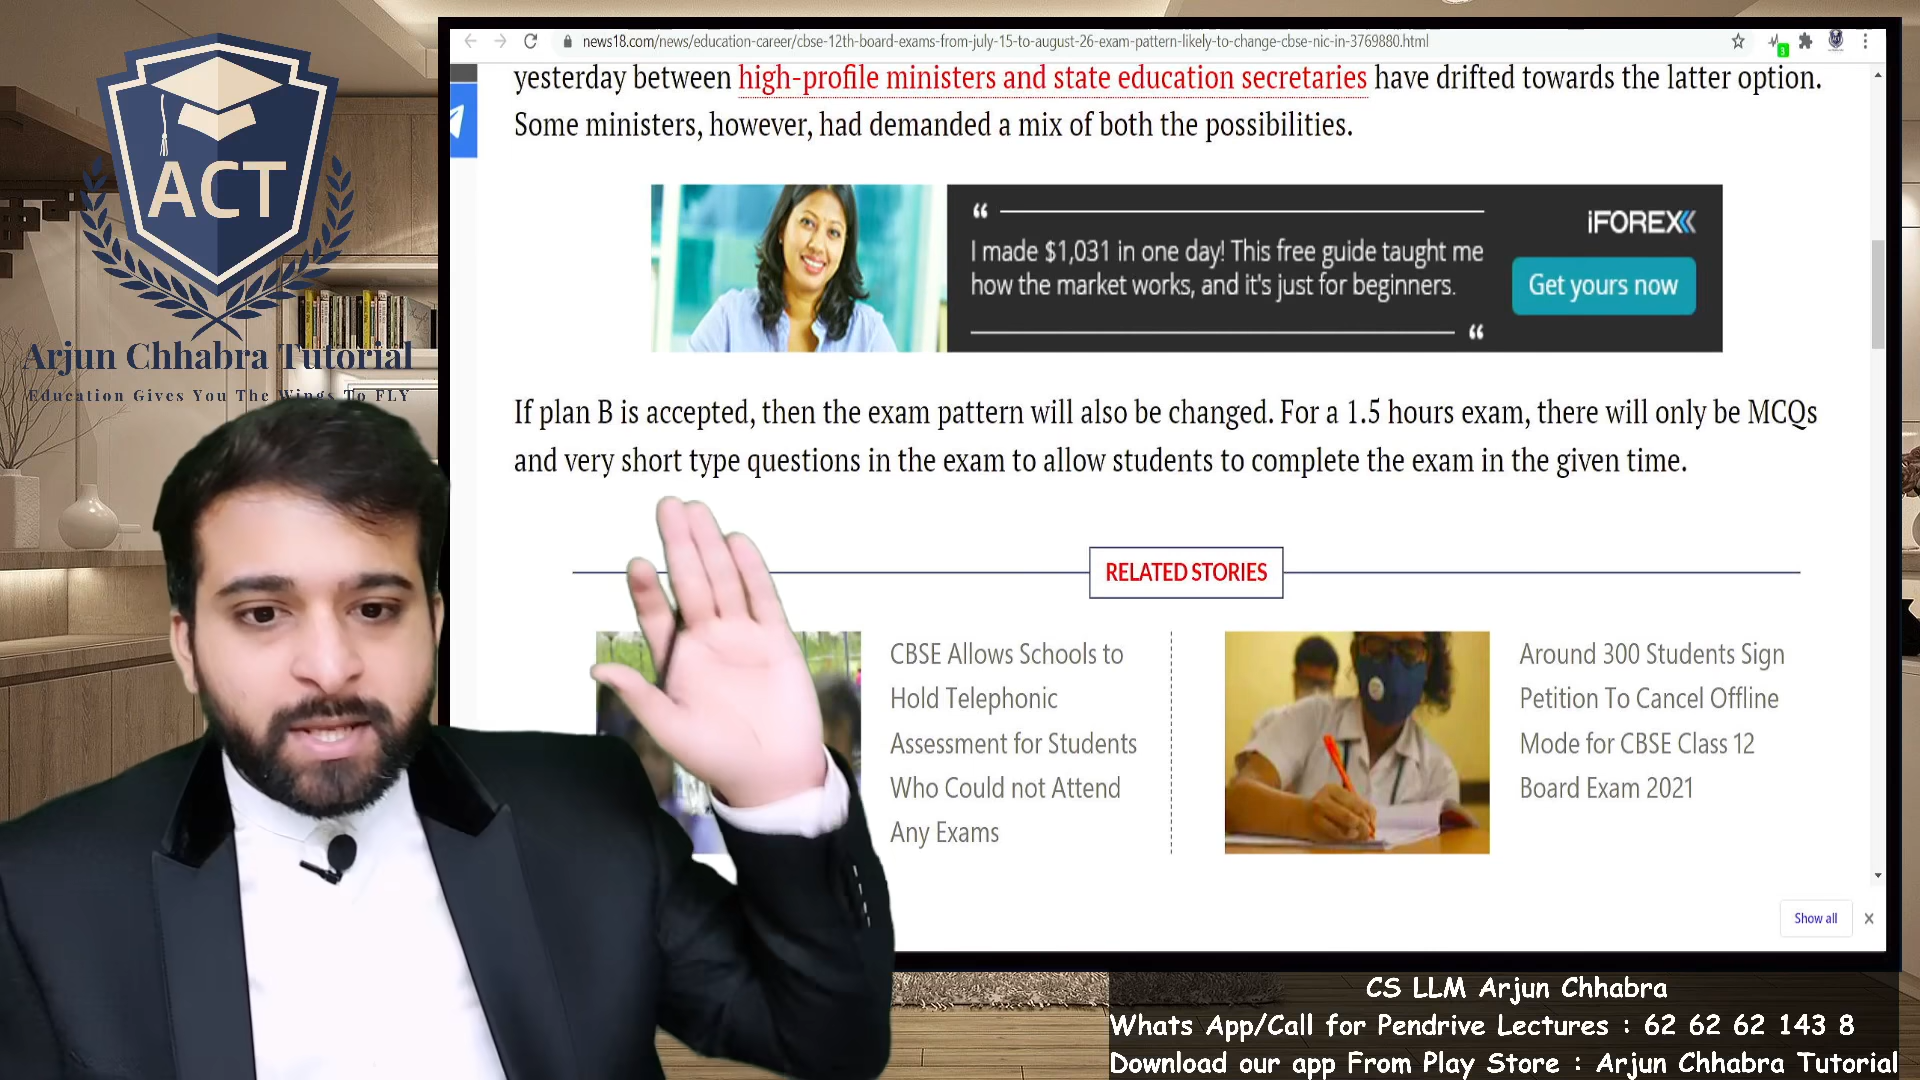 ACT
Arjun Chhabra Tutorial
Education Gives You The Wings To FLY
news18.com/news/education-career/cbse-12th-board-exams-from-july-15-to-august-26-exam-pattern-likely-to-change-cbse-nic-in-3769880.html
3
yesterday between high-profile ministers and state education secretaries have drifted towards the latter option.
Some ministers, however, had demanded a mix of both the possibilities.
“
I made $1,031 in one day! This free guide taught me
how the market works, and it's just for beginners.
“
iFOREX
Get yours now
If plan B is accepted, then the exam pattern will also be changed. For a 1.5 hours exam, there will only be MCQs
and very short type questions in the exam to allow students to complete the exam in the given time.
RELATED STORIES
CBSE Allows Schools to
Hold Telephonic
Assessment for Students
Who Could not Attend
Any Exams
Around 300 Students Sign
Petition To Cancel Offline
Mode for CBSE Class 12
Board Exam 2021
Show all
CS LLM Arjun Chhabra
Whats App/Call for Pendrive Lectures : 62 62 62 143 8
Download our app From Play Store : Arjun Chhabra Tutorial